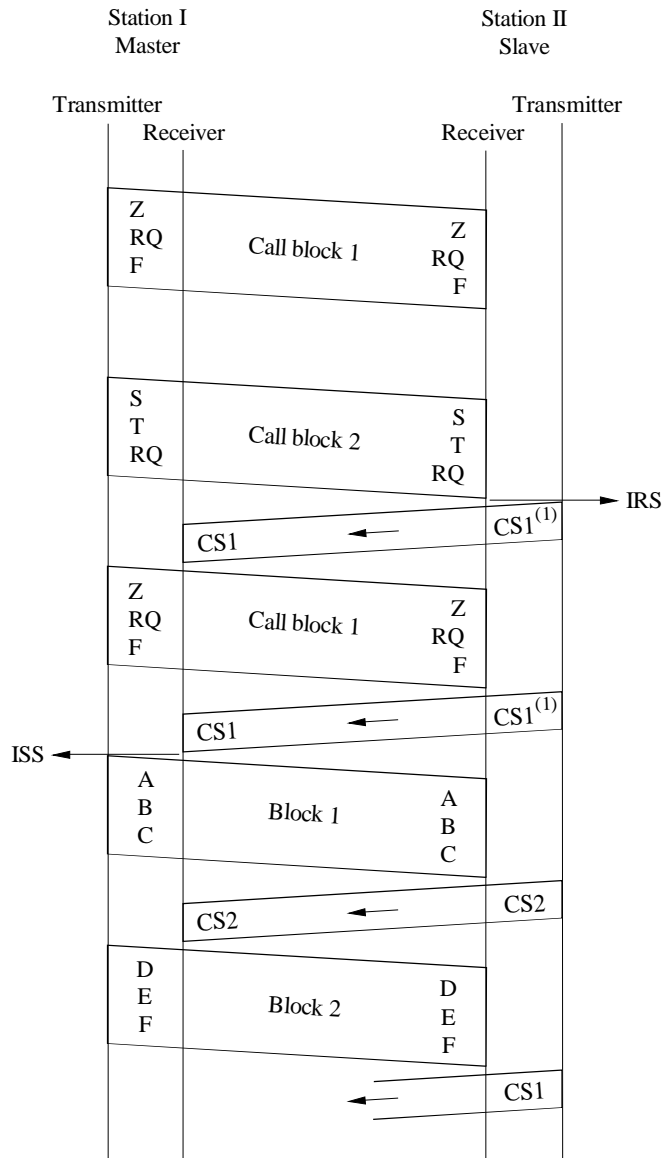 Station I
Master
Station II
Slave
Transmitter
Receiver
Receiver
Transmitter
Z
RQ
F
Call block 1
Z
RQ
F
S
T
RQ
Call block 2
S
T
RQ
IRS
CS1
CS1(1)
Z
RQ
F
Call block 1
Z
RQ
F
CS1
CS1(1)
ISS
A
B
C
Block 1
A
B
C
CS2
CS2
D
E
F
Block 2
D
E
F
CS1